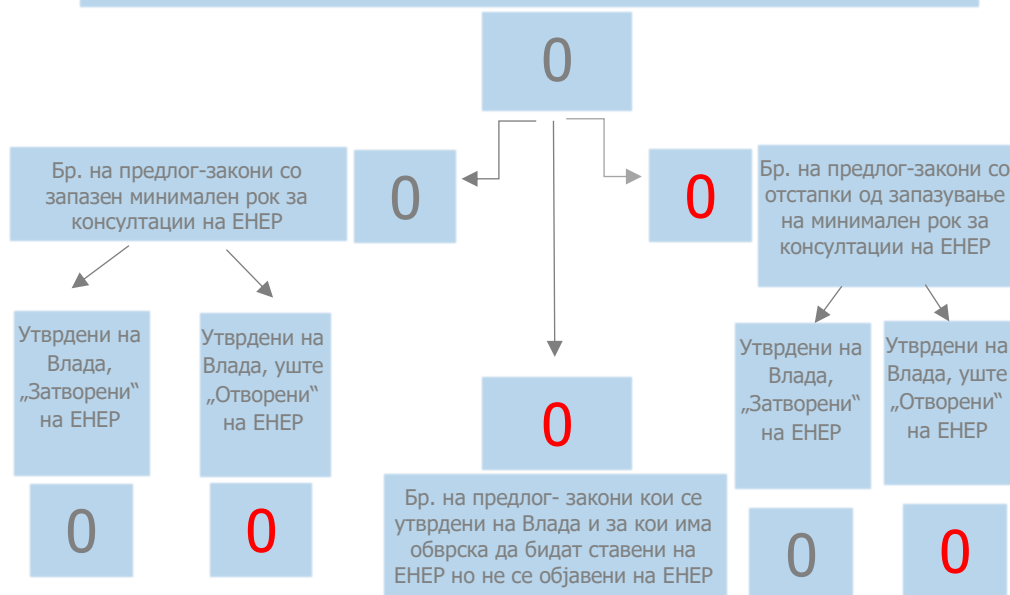 0
Бр. на предлог-закони со
запазен минимален рок за
консултации на ЕНЕР
0
0
Бр. на предлог-закони со
отстапки од запазување
на минимален рок за
консултации на ЕНЕР
Утврдени на
Влада,
„Затворени“
на ЕНЕР
Утврдени на
Влада, уште
„Отворени“
на ЕНЕР
0
Утврдени на
Влада,
„Затворени“
на ЕНЕР
Утврдени на
Влада, уште
„Отворени“
на ЕНЕР
0
0
Бр. на предлог- закони кои се
утврдени на Влада и за кои има
обврска да бидат ставени на
ЕНЕР но не се објавени на ЕНЕР
0
0